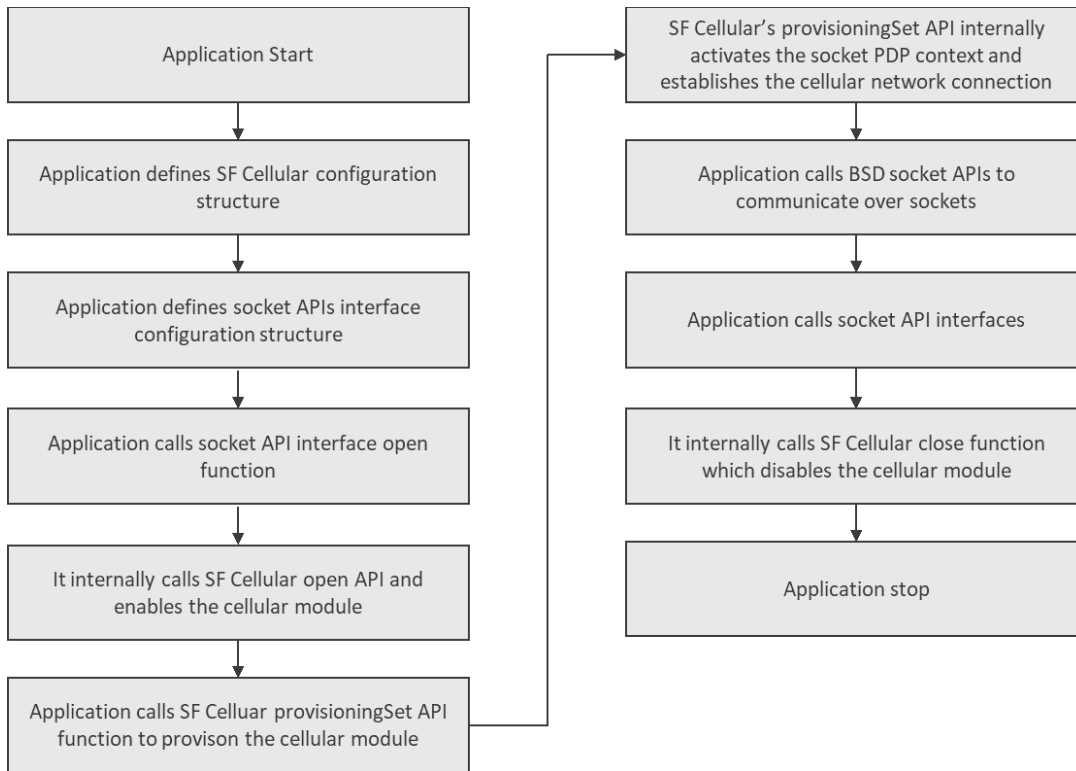 Application Start
Application defines SF Cellular configuration
structure
Application defines socket APIs interface
configuration structure
Application calls socket API interface open
function
It internally calls SF Cellular open API and
enables the cellular module
Application calls SF Celluar provisioningSet API
function to provison the cellular module
SF Cellular’s provisioningSet API internally
activates the socket PDP context and
establishes the cellular network connection
Application calls BSD socket APIs to
communicate over sockets
Application calls socket API interfaces
It internally calls SF Cellular close function
which disables the cellular module
Application stop